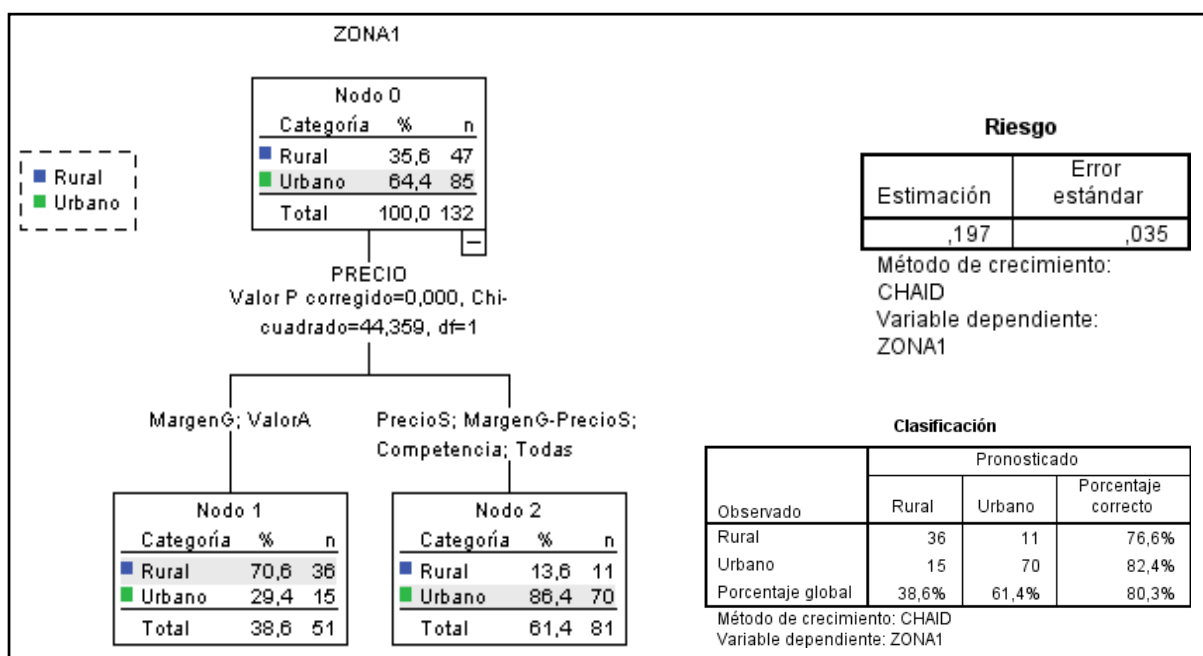 ZONA1
Rural
Urbano
Nodo 0
Categoría % n
Rural 35,6 47
Urbano 64,4 85
Total 100,0 132
PRECIO
Valor P corregido=0,000, Chi-
cuadrado=44,359, df=1
MargenG; ValorA
PrecioS; MargenG-PrecioS;
Competencia; Todas
Nodo 1
Categoría % n
Rural 70,6 36
Urbano 29,4 15
Total 38,6 51
Nodo 2
Categoría % n
Rural 13,6 11
Urbano 86,4 70
Total 61,4 81
Riesgo
Estimación Error
estándar
,197 ,035
Método de crecimiento:
CHAID
Variable dependiente:
ZONA1
Clasificación
Pronosticado
Observado Rural Urbano Porcentaje
correcto
Rural 36 11 76,6%
Urbano 15 70 82,4%
Porcentaje global 38,6% 61,4% 80,3%
Método de crecimiento: CHAID
Variable dependiente: ZONA1